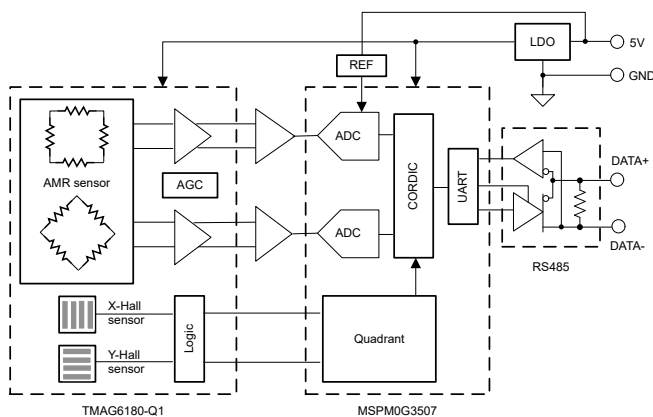 LDO
5V
REF
GND
ADC
AMR sensor
AGC
CORDIC
UART
DATA+
ADC
DATA-
RS485
X-Hall
sensor
Y-Hall
sensor
Logic
Quadrant
TMAG6180-Q1
MSPM0G3507